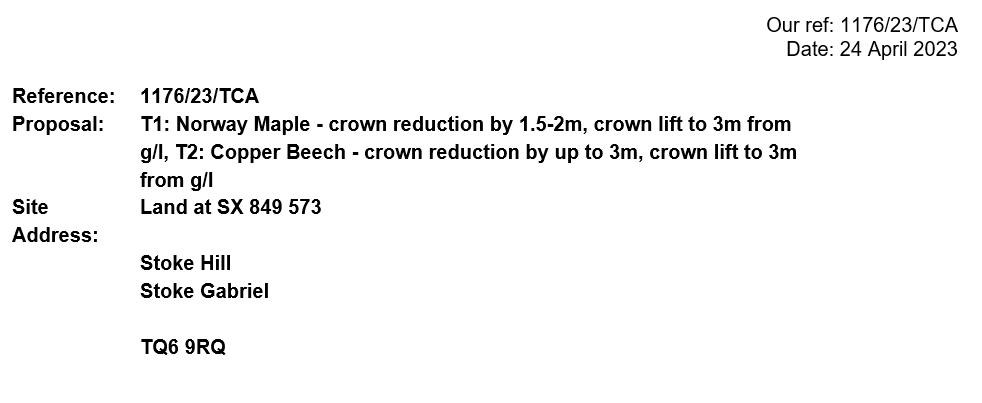 Our ref: 1176/23/TCA
Date: 24 April 2023
Reference: 1176/23/TCA
Proposal: T1: Norway Maple - crown reduction by 1.5-2m, crown lift to 3m from
g/l, T2: Copper Beech - crown reduction by up to 3m, crown lift to 3m
from g/l
Site Land at SX 849 573
Address:
Stoke Hill
Stoke Gabriel
TQ6 9RQ